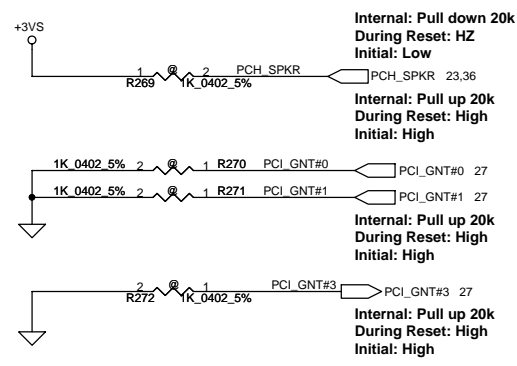 Internal: Pull down 20k
During Reset: HZ
Initial: Low
+3VS
1 @ 2 PCH_SPKR
R269 1K_0402_5%
PCH_SPKR 23,36
Internal: Pull up 20k
During Reset: High
Initial: High
1K_0402_5% 2 @ 1 R270 PCI_GNT#0
PCI_GNT#0 27
1K_0402_5% 2 @ 1 R271 PCI_GNT#1
PCI_GNT#1 27
Internal: Pull up 20k
During Reset: High
Initial: High
2 @ 1 PCI_GNT#3
R272 1K_0402_5%
PCI_GNT#3 27
Internal: Pull up 20k
During Reset: High
Initial: High